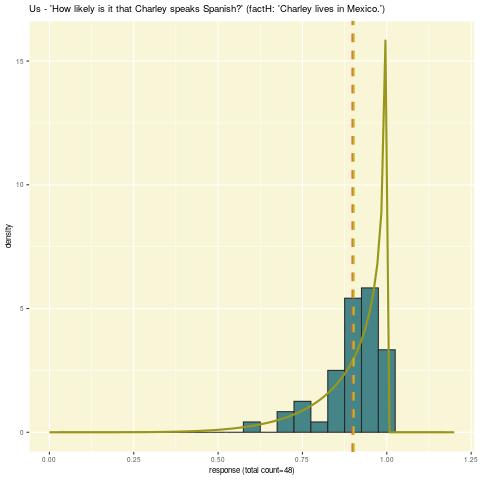 Us - 'How likely is it that Charley speaks Spanish?' (factH: 'Charley lives in Mexico.')
density
15
10
5
0
0.00 0.25 0.50 0.75 1.00 1.25
response (total count=48)